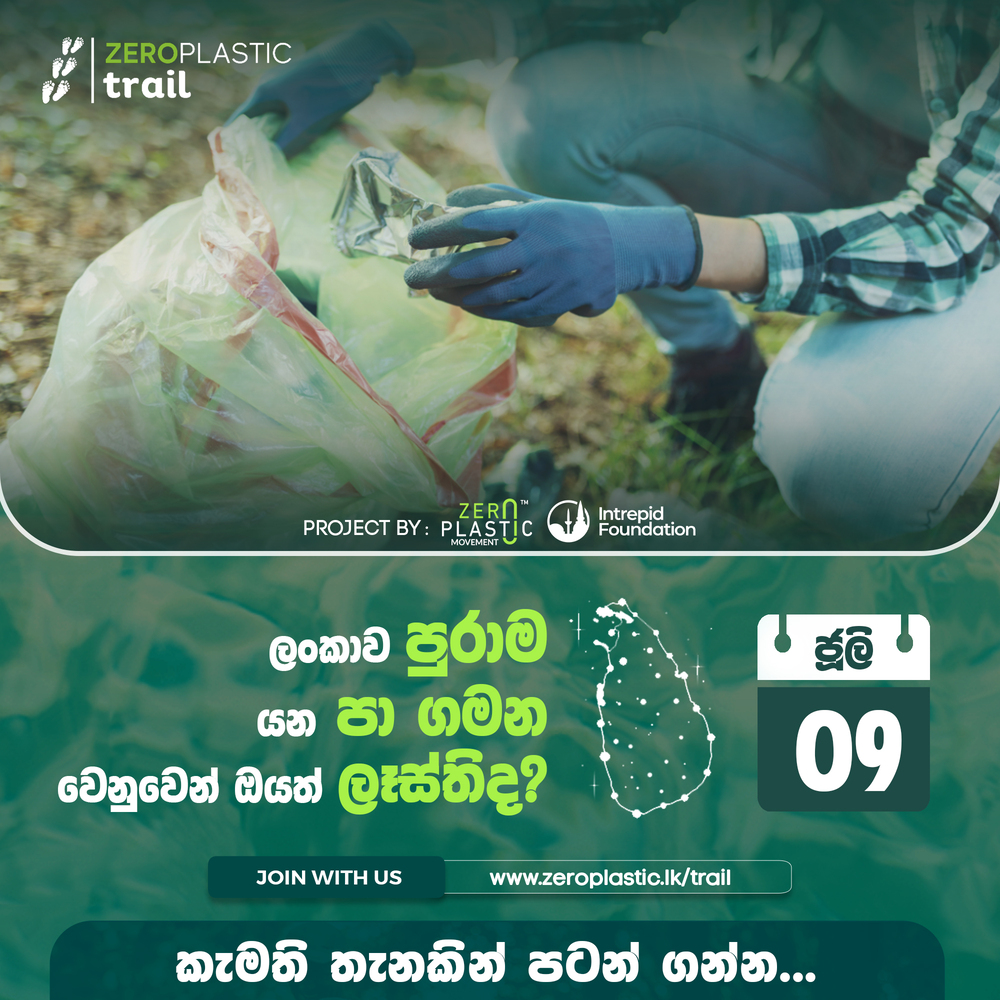 ZEROPLASTIC
trail
PROJECT BY :
ZERO PLASTIC MOVEMENT ™
Intrepid Foundation
ලංකාව පුරාම
යන පා ගමන
වෙනුවෙන් ඔයත් ලෑස්තිද?
ජූලි
09
JOIN WITH US
www.zeroplastic.lk/trail
කැමති තැනකින් පටන් ගන්න...